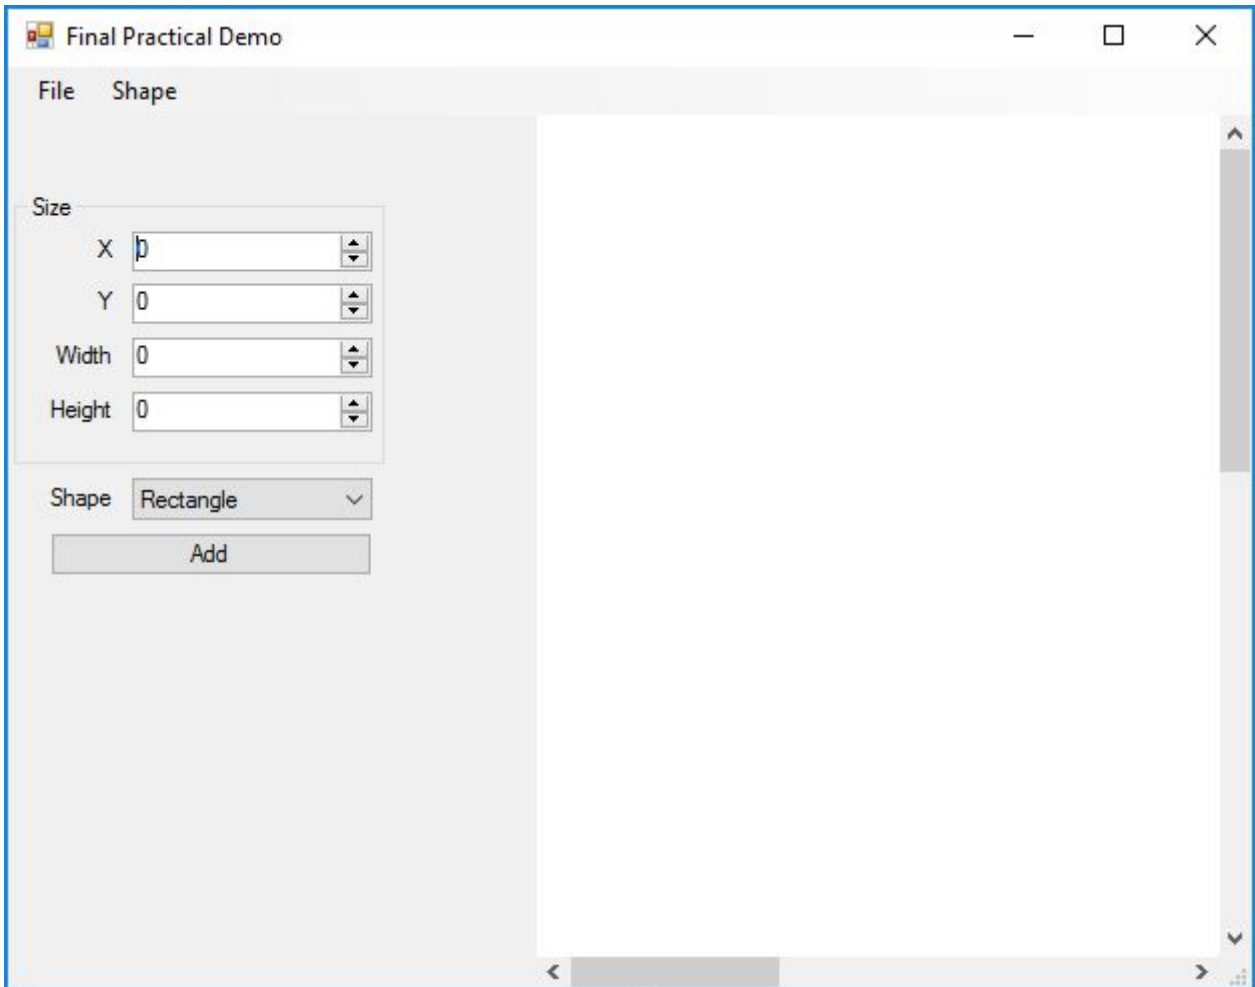 Final Practical Demo
File Shape
Size
X 0
Y 0
Width 0
Height 0
Shape Rectangle
Add